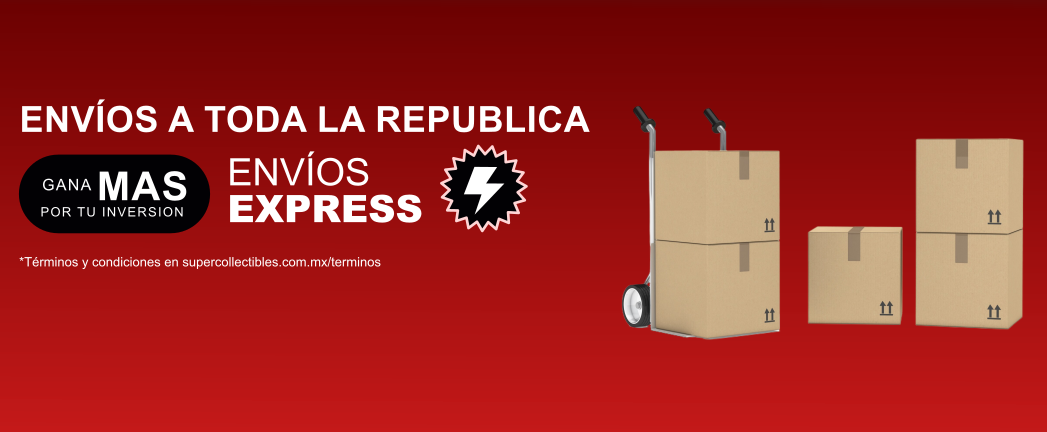 ENVÍOS A TODA LA REPUBLICA
GANA MAS
POR TU INVERSION
ENVÍOS
EXPRESS
*Términos y condiciones en supercollectibles.com.mx/terminos